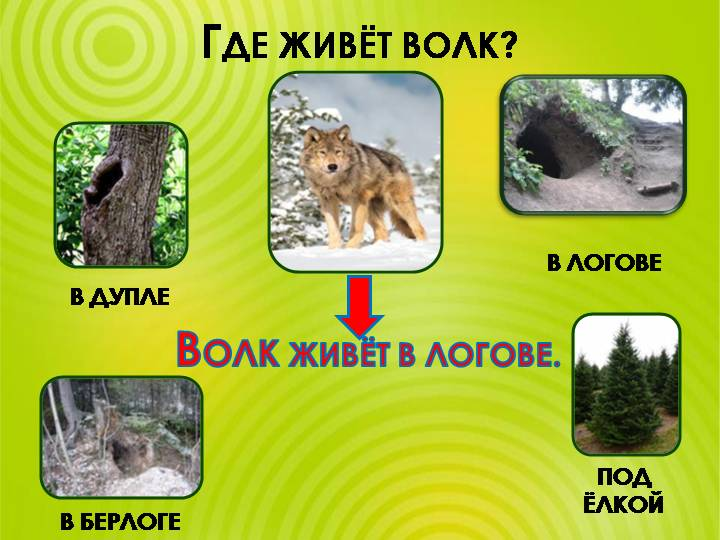 Где живёт волк?
в дупле
в логове
Волк живёт в логове.
в берлоге
под
ёлкой